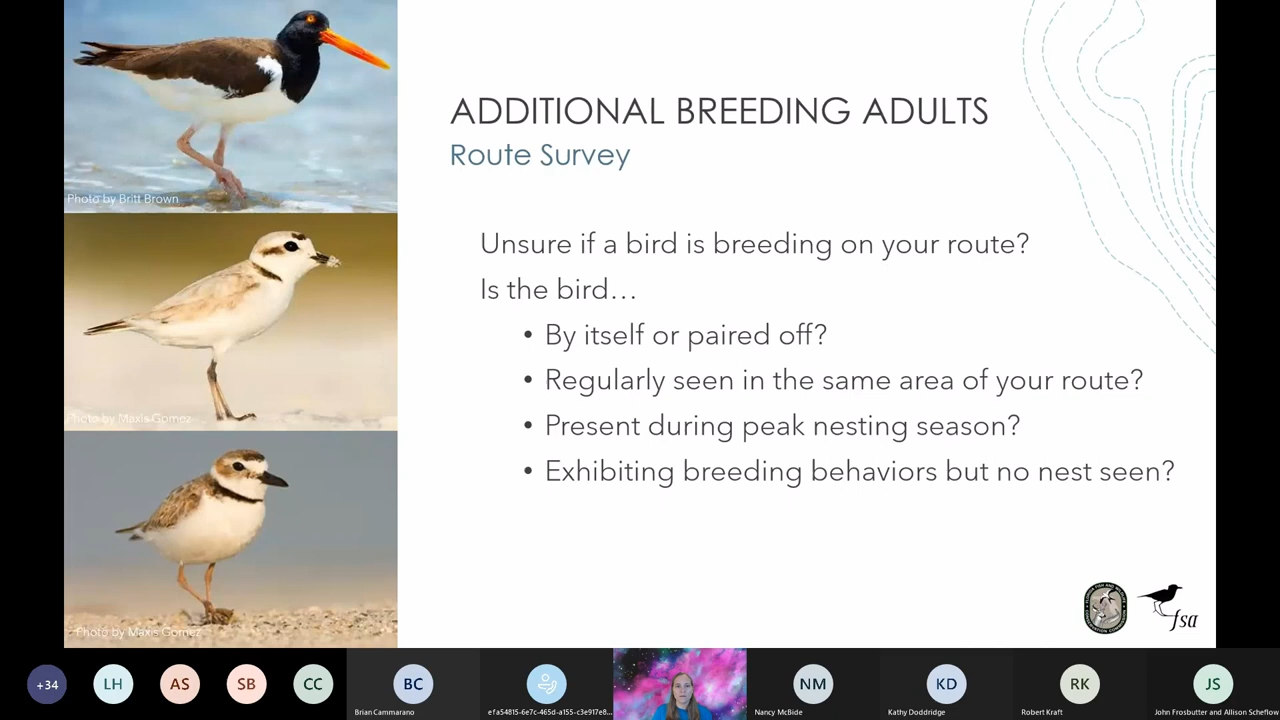 Photo by Britt Brown
Photo by Maxis Gomez
Photo by Maxis Gomez
ADDITIONAL BREEDING ADULTS
Route Survey
Unsure if a bird is breeding on your route?
Is the bird…
• By itself or paired off?
• Regularly seen in the same area of your route?
• Present during peak nesting season?
• Exhibiting breeding behaviors but no nest seen?
fsa
+34
LH
AS
SB
CC
BC
Brian Cammarano
efa54815-6e7c-465d-a155-c3e917e8...
NM
Nancy McBide
KD
Kathy Doddridge
RK
Robert Kraft
JS
John Frosbutter and Allison Scheflow